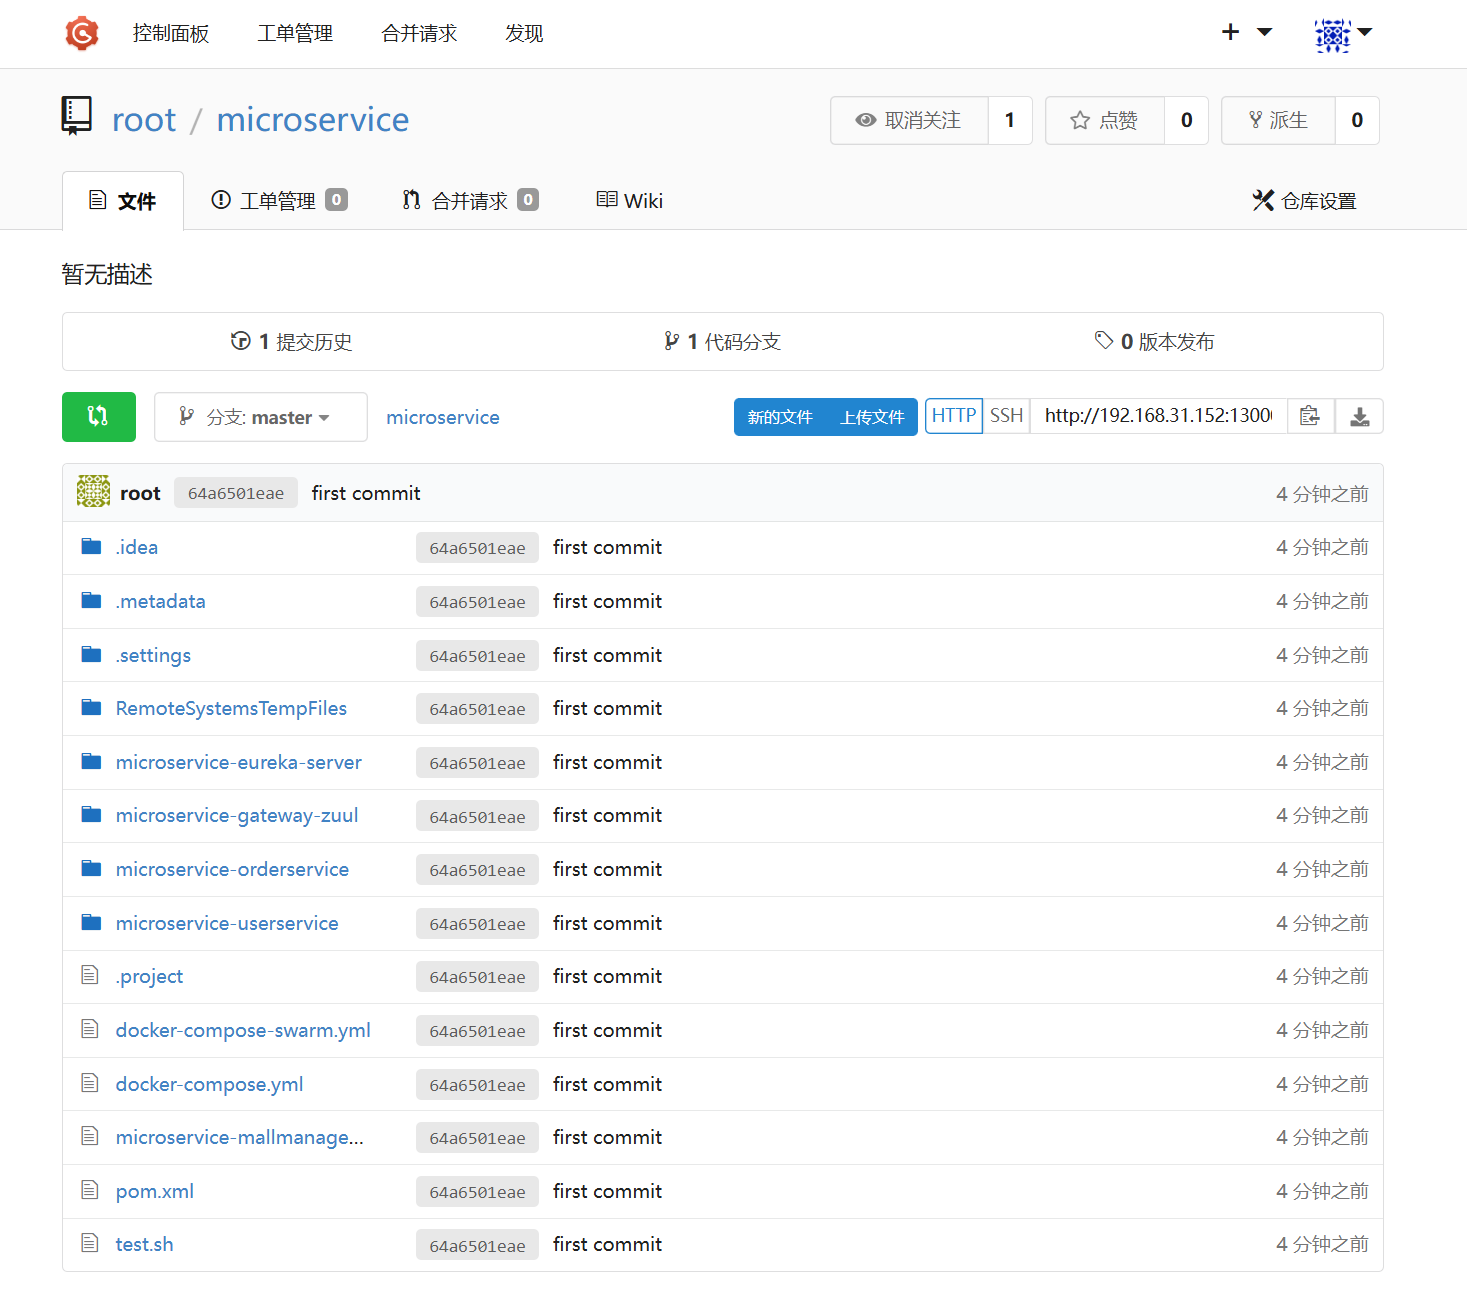 控制面板 工单管理 合并请求 发现
root / microservice 取消关注 1 点赞 0 派生 0
文件 工单管理 0 合并请求 0 Wiki 仓库设置
暂无描述
1 提交历史 1 代码分支 0 版本发布
分支: master microservice 新的文件 上传文件 HTTP SSH http://192.168.31.152:1300
root 64a6501eae first commit 4 分钟之前
.idea 64a6501eae first commit 4 分钟之前
.metadata 64a6501eae first commit 4 分钟之前
.settings 64a6501eae first commit 4 分钟之前
RemoteSystemsTempFiles 64a6501eae first commit 4 分钟之前
microservice-eureka-server 64a6501eae first commit 4 分钟之前
microservice-gateway-zuul 64a6501eae first commit 4 分钟之前
microservice-orderservice 64a6501eae first commit 4 分钟之前
microservice-userservice 64a6501eae first commit 4 分钟之前
.project 64a6501eae first commit 4 分钟之前
docker-compose-swarm.yml 64a6501eae first commit 4 分钟之前
docker-compose.yml 64a6501eae first commit 4 分钟之前
microservice-mallmanage... 64a6501eae first commit 4 分钟之前
pom.xml 64a6501eae first commit 4 分钟之前
test.sh 64a6501eae first commit 4 分钟之前